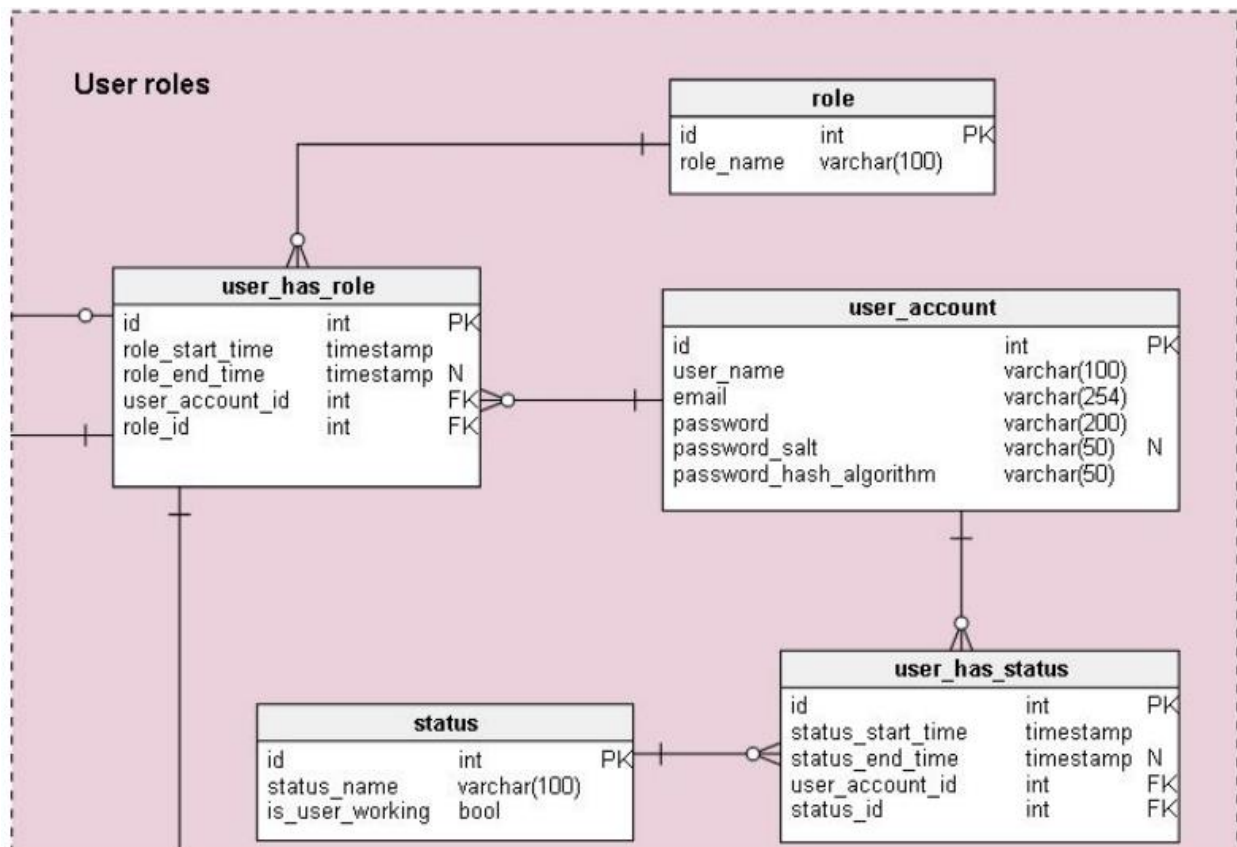 User roles
role
id int PK
role_name varchar(100)
user_has_role
id int PK
role_start_time timestamp
role_end_time timestamp N
user_account_id int FK
role_id int FK
user_account
id int PK
user_name varchar(100)
email varchar(254)
password varchar(200)
password_salt varchar(50) N
password_hash_algorithm varchar(50)
status
id int PK
status_name varchar(100)
is_user_working bool
user_has_status
id int PK
status_start_time timestamp
status_end_time timestamp N
user_account_id int FK
status_id int FK